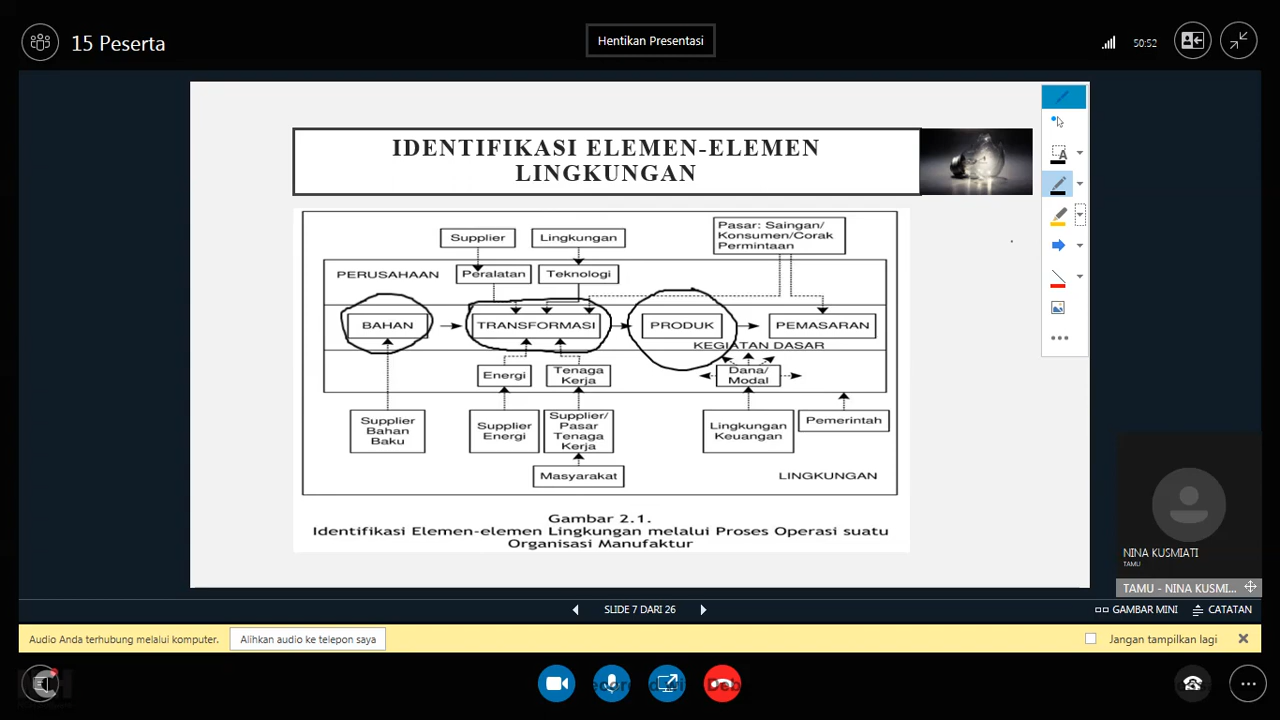 15 Peserta
Hentikan Presentasi
50:52
IDENTIFIKASI ELEMEN-ELEMEN
LINGKUNGAN
Supplier
Lingkungan
Pasar: Saingan/
Konsumen/Corak
Permintaan
PERUSAHAAN
Peralatan
Teknologi
BAHAN
TRANSFORMASI
PRODUK
PEMASARAN
KEGIATAN DASAR
Energi
Tenaga
Kerja
Dana/
Modal
Supplier
Bahan
Baku
Supplier
Energi
Supplier/
Pasar
Tenaga
Kerja
Lingkungan
Keuangan
Pemerintah
Masyarakat
LINGKUNGAN
Gambar 2.1.
Identifikasi Elemen-elemen Lingkungan melalui Proses Operasi suatu
Organisasi Manufaktur
NINA KUSMIATI
TAMU
TAMU - NINA KUSMI...
SLIDE 7 DARI 26
GAMBAR MINI
CATATAN
Audio Anda terhubung melalui komputer.
Alihkan audio ke telepon saya
Jangan tampilkan lagi